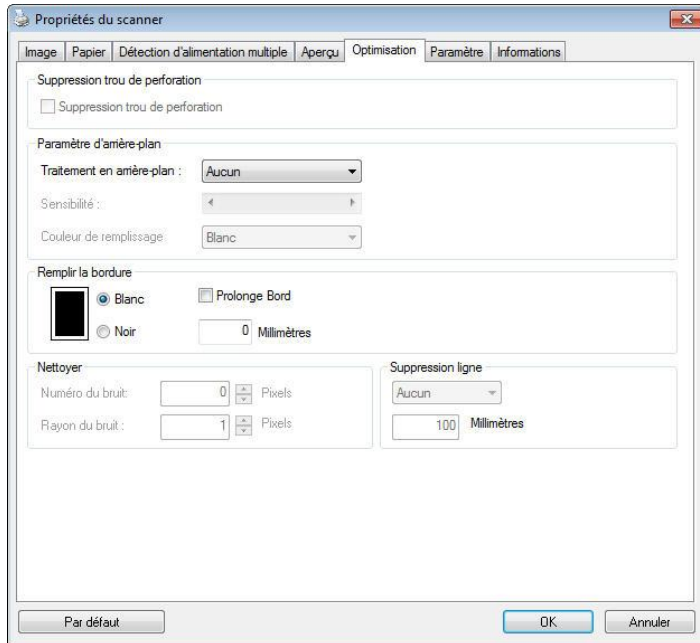 Propriétés du scanner
Image Papier Détection d'alimentation multiple Aperçu Optimisation Paramètre Informations
Suppression trou de perforation
Suppression trou de perforation
Paramètre d'arrière-plan
Traitement en arrière-plan : Aucun
Sensibilité :
Couleur de remplissage Blanc
Remplir la bordure
Blanc Prolonge Bord
Noir 0 Millimètres
Nettoyer Suppression ligne
Numéro du bruit: 0 Pixels Aucun
Rayon du bruit : 1 Pixels 100 Millimètres
Par défaut OK Annuler